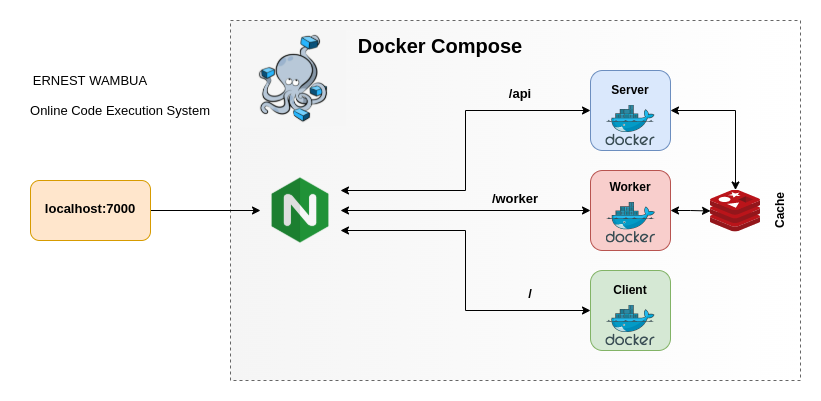 Docker Compose
ERNEST WAMBUA
Online Code Execution System
localhost:7000
N
/api
/worker
/
Server
docker
Worker
docker
Client
docker
Cache